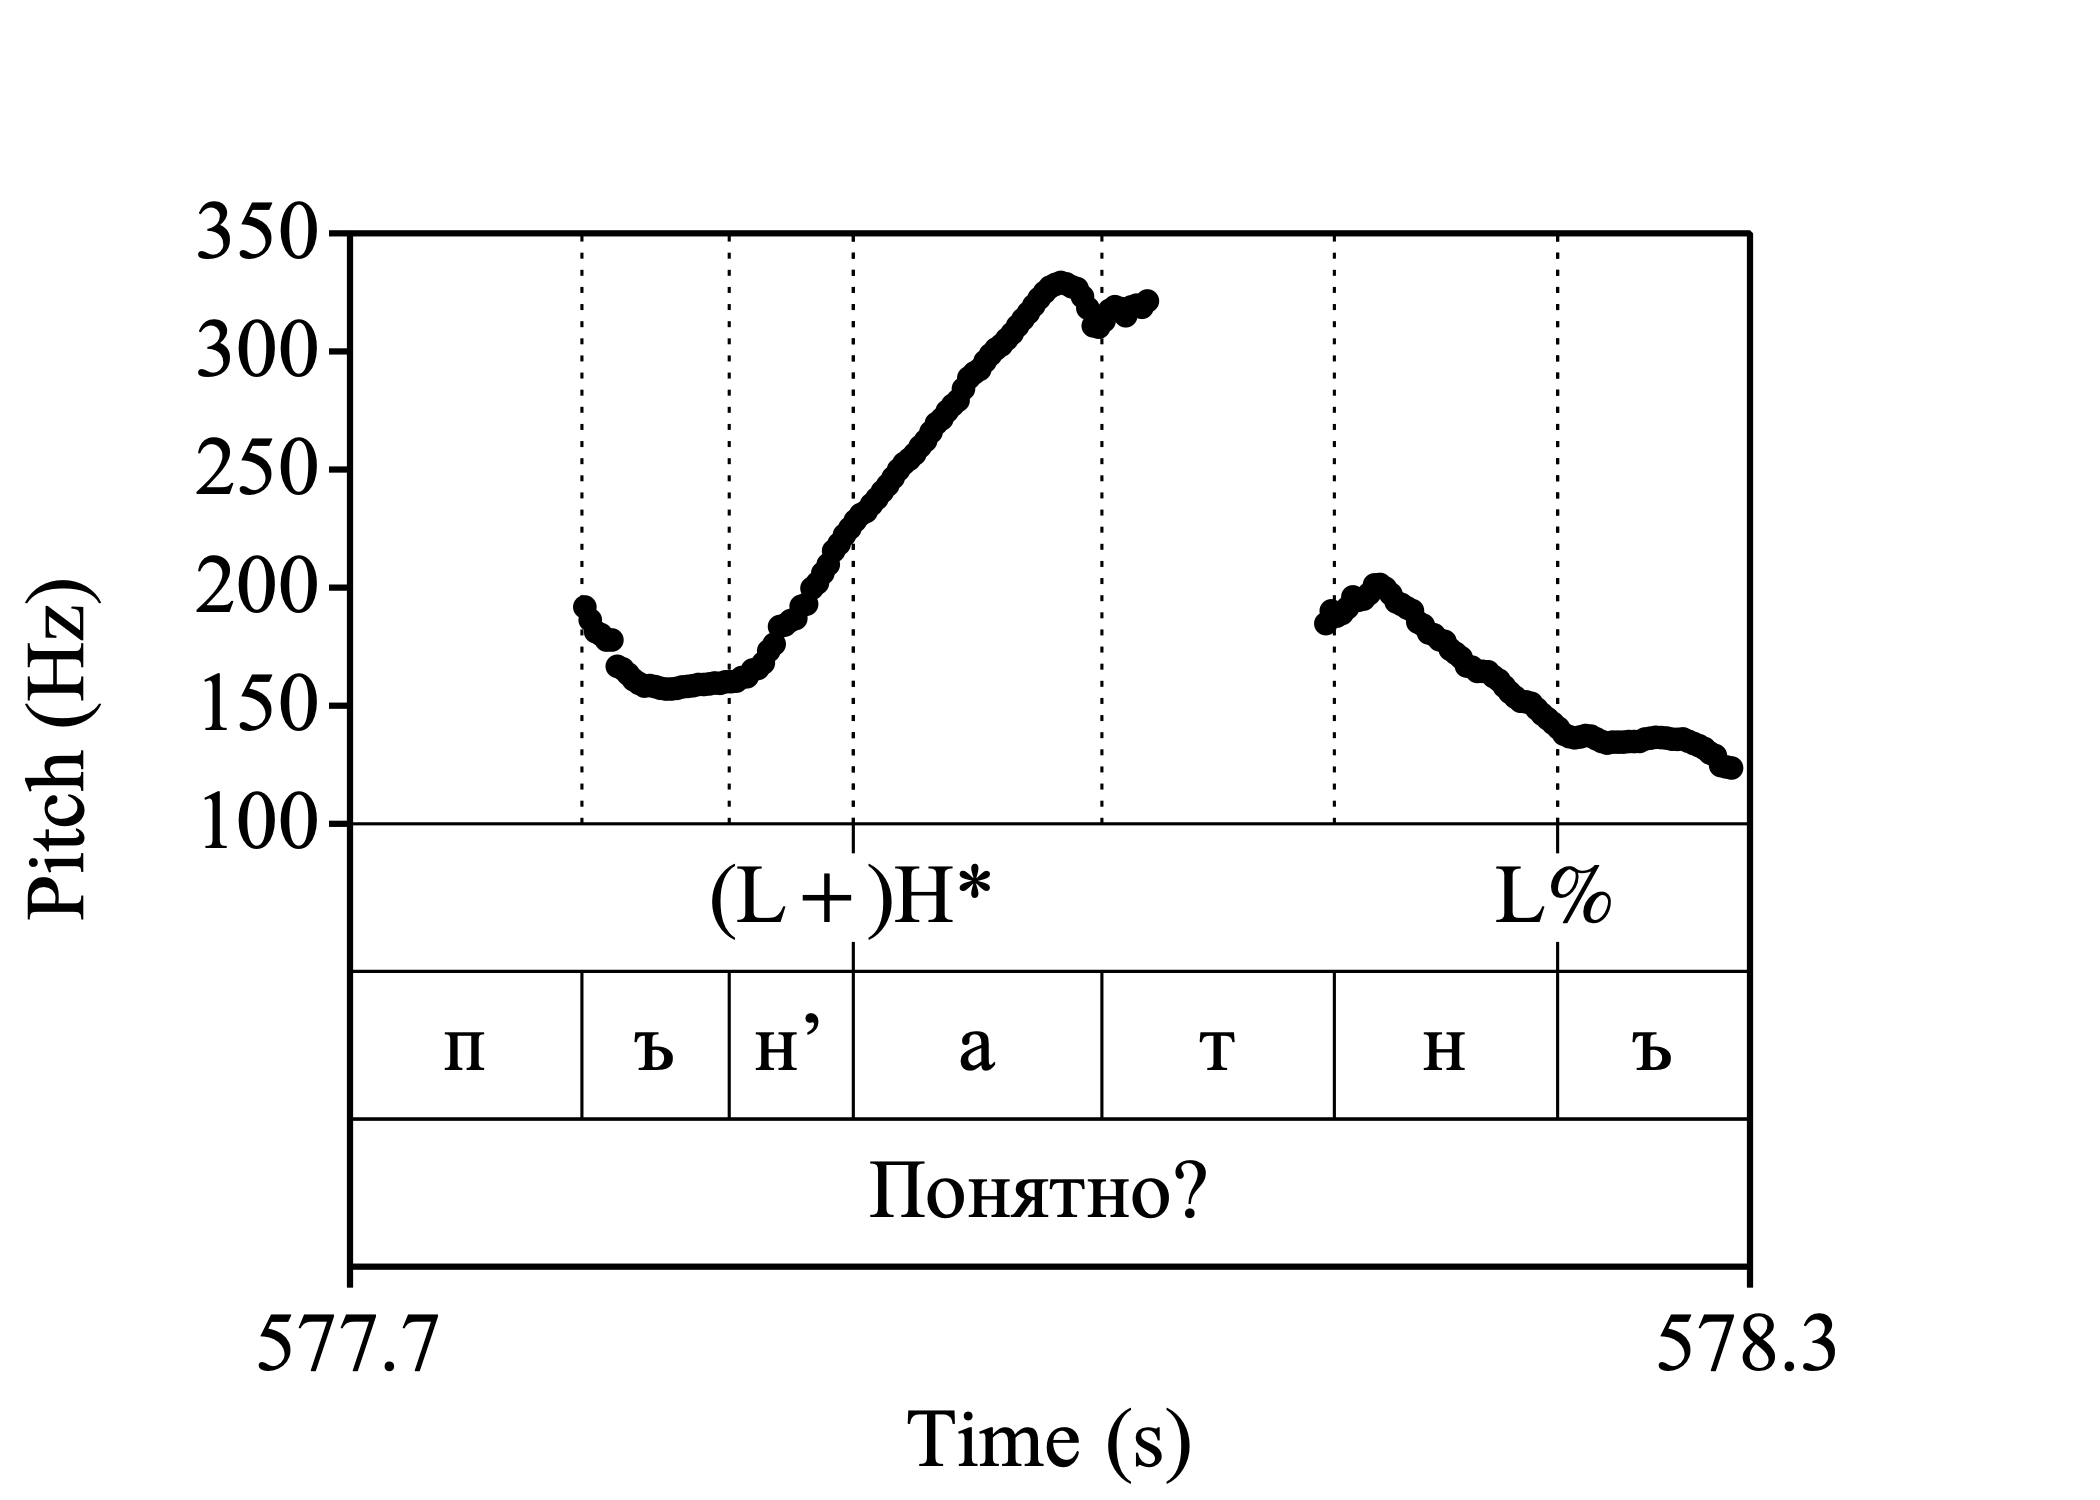 Pitch (Hz)
350
300
250
200
150
100
(L+)H* L%
п ъ н’ а т н ъ
Понятно?
577.7 578.3
Time (s)